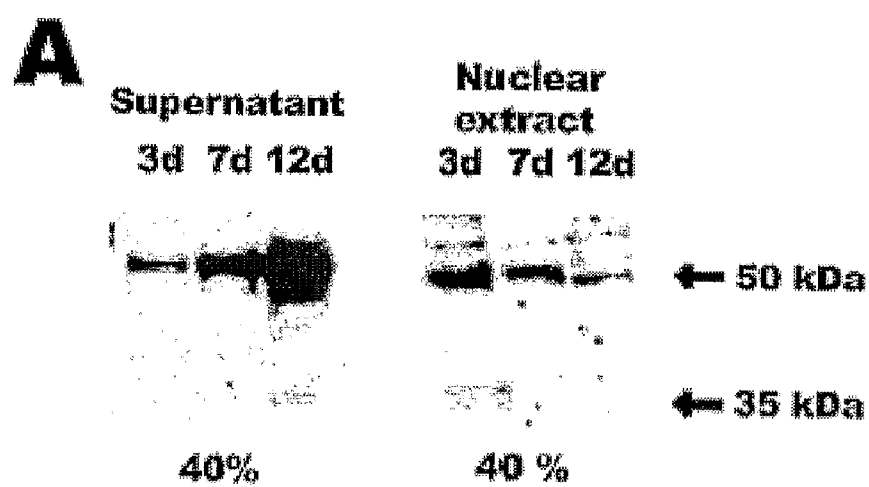 A
Supernatant
3d 7d 12d
Nuclear
extract
3d 7d 12d
50 kDa
35 kDa
40%
40 %